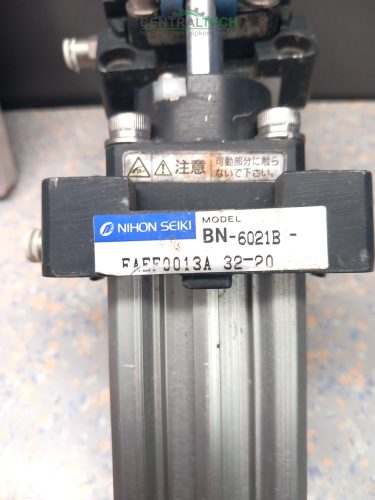 CENTRALTECH
注意
可動部分に触ら
ないで下さい。
NIHON SEIKI
MODEL
BN-6021B-
FAEF0013A 32-20